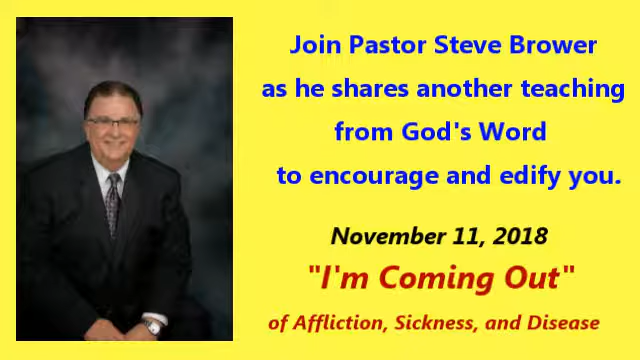 Join Pastor Steve Brower
as he shares another teaching
from God's Word
to encourage and edify you.
November 11, 2018
"I'm Coming Out"
of Affliction, Sickness, and Disease